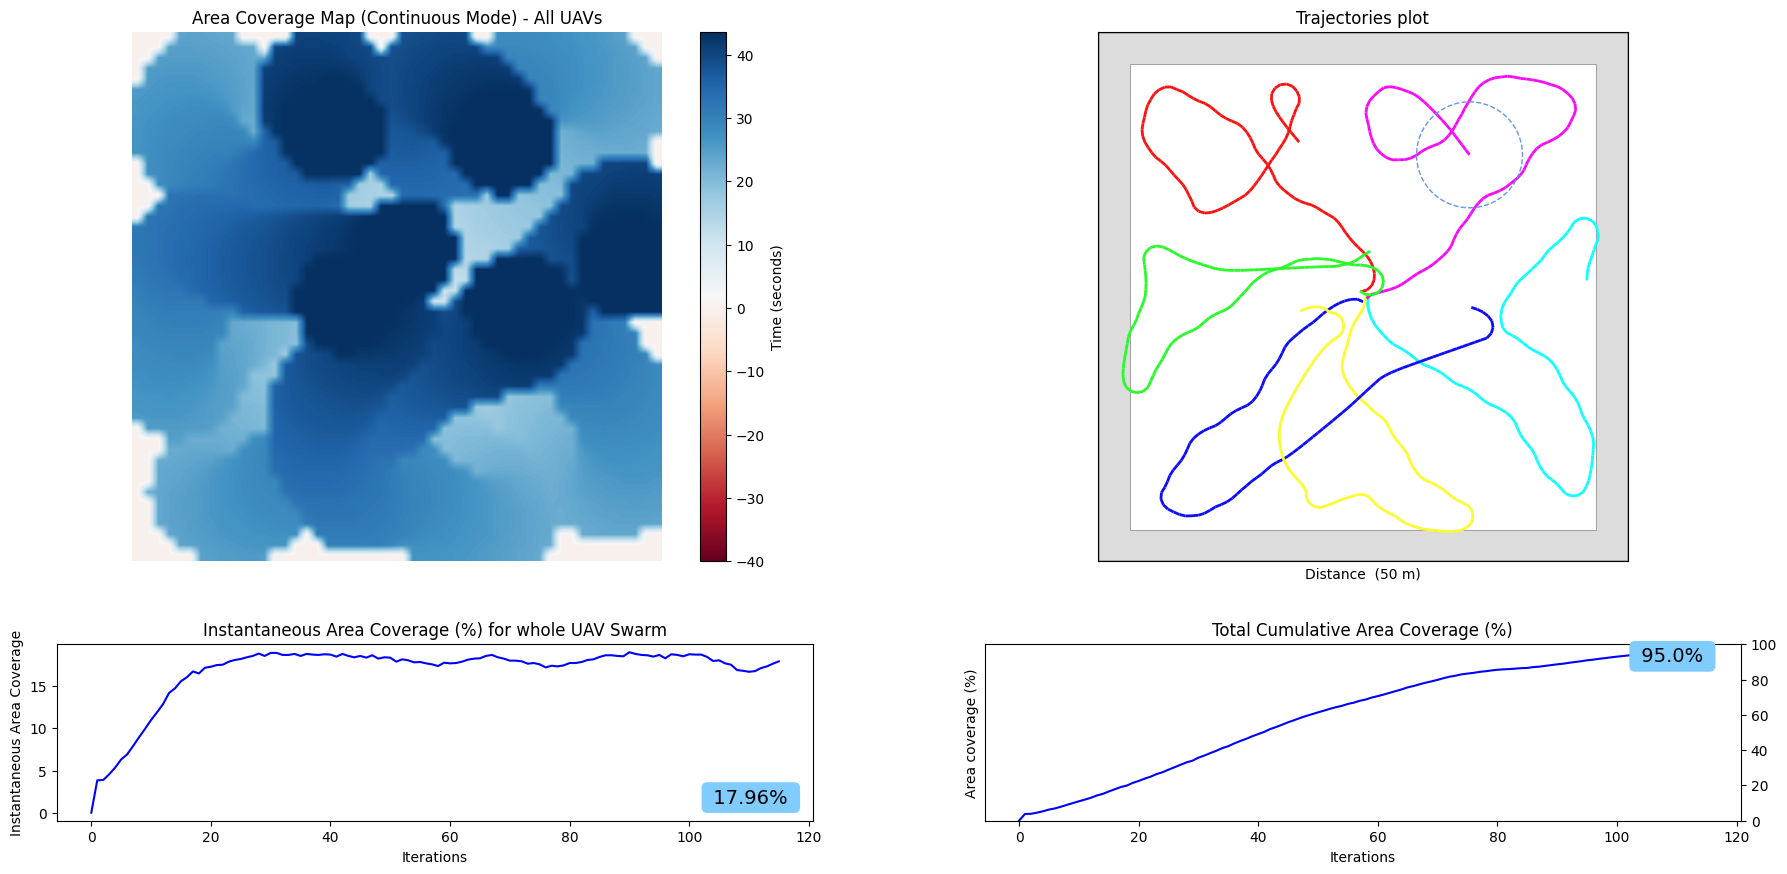 Area Coverage Map (Continuous Mode) - All UAVs
40
30
20
10
0
−10
−20
−30
−40
Time (seconds)
Trajectories plot
Distance  (50 m)
Instantaneous Area Coverage (%) for whole UAV Swarm
Instantaneous Area Coverage
15
10
5
0
17.96%
0 20 40 60 80 100 120
Iterations
Total Cumulative Area Coverage (%)
Area coverage (%)
95.0%
100
80
60
40
20
0
0 20 40 60 80 100 120
Iterations